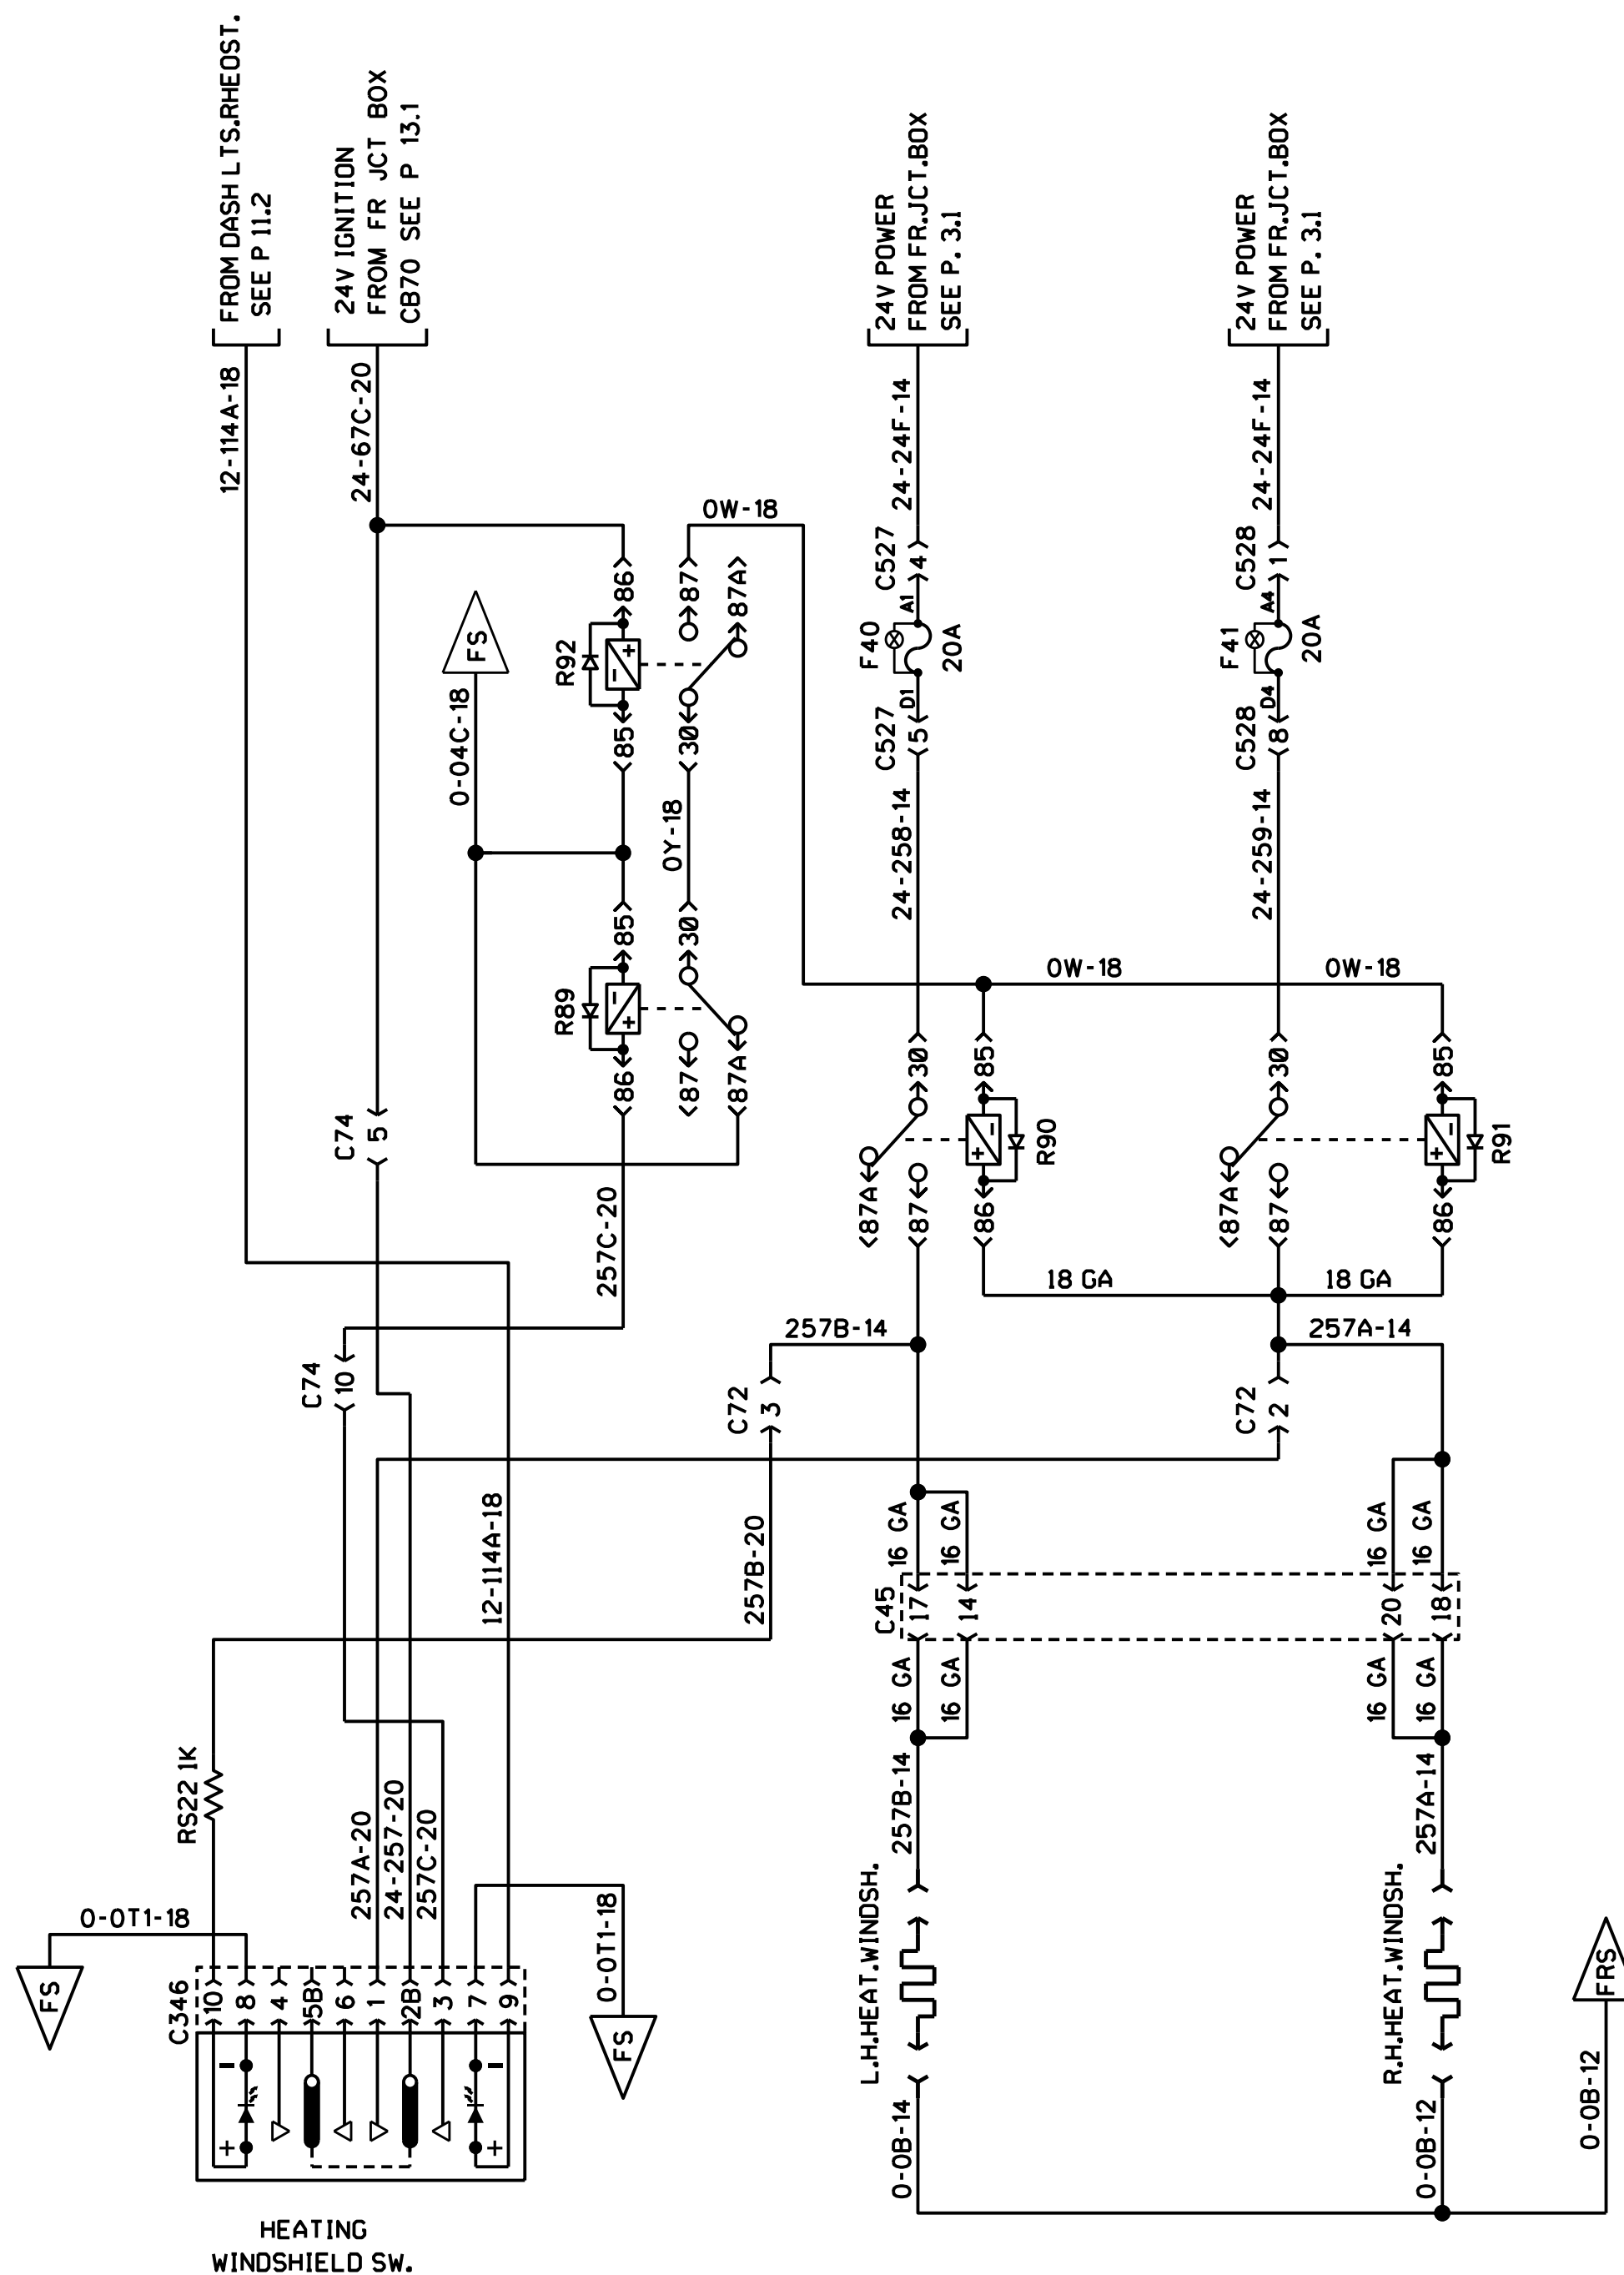 FROM DASH LTS.RHEOST.
SEE P 11.2
24V IGNITION
FROM FR JCT BOX
CB70 SEE P 13.1
24V POWER
FROM FR.JCT.BOX
SEE P. 3.1
24V POWER
FROM FR.JCT.BOX
SEE P. 3.1
12-114A-18
24-67C-20
24-24F-14
24-24F-14
0W-18
FS
0-04C-18
R92
86
87
87A
85
30
0Y-18
R89
85
30
86
87
87A
C527
4
A1
F40
20A
D1
C527
5
24-258-14
C528
1
A4
F41
20A
D4
C528
8
24-259-14
0W-18
0W-18
C74
5
30
85
87A
87
86
R90
30
85
87A
87
86
R91
257C-20
18 GA
18 GA
C74
10
257B-14
257A-14
C72
3
C72
2
12-114A-18
257B-20
16 GA
16 GA
16 GA
16 GA
C45
17
14
20
18
16 GA
16 GA
16 GA
16 GA
RS22 1K
257A-20
24-257-20
257C-20
257B-14
257A-14
0-0T1-18
FS
0-0T1-18
FS
C346
10
8
4
5B
6
1
2B
3
7
9
-
-
+
+
L.H.HEAT.WINDSH.
R.H.HEAT.WINDSH.
FRS
0-0B-14
0-0B-12
0-0B-12
HEATING
WINDSHIELD SW.